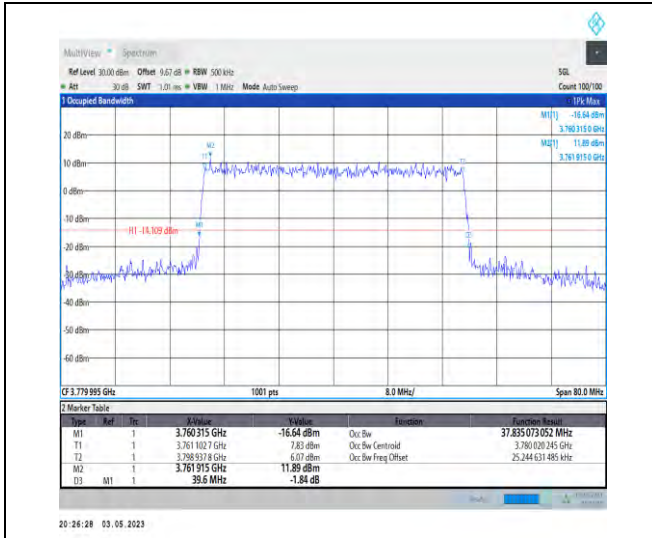 MultiView Spectrum
Ref Level 30.00 dBm Offset 9.67 dB RBW 500 kHz SGL
Att 30 dB SWT 1.01 ms VBW 1 MHz Mode Auto Sweep Count 100/100
1 Occupied Bandwidth 1Pk Max
M1[1] -16.64 dBm
3.760 315 0 GHz
M2[1] 11.89 dBm
3.761 915 0 GHz
20 dBm
M2
T1
10 dBm
0 dBm
-10 dBm
H1 -14.109 dBm
M1
-20 dBm
-30 dBm
-40 dBm
-50 dBm
-60 dBm
CF 3.779 995 GHz 1001 pts 8.0 MHz/ Span 80.0 MHz
2 Marker Table
Type Ref Trc X-Value Y-Value Function Function Result
M1 1 3.760 315 GHz -16.64 dBm Occ Bw 37.835 073 052 MHz
T1 1 3.761 102 7 GHz 7.83 dBm Occ Bw Centroid 3.780 020 245 GHz
T2 1 3.798 937 8 GHz 6.07 dBm Occ Bw Freq Offset 25.244 631 485 kHz
M2 1 3.761 915 GHz 11.89 dBm
D3 M1 1 39.6 MHz -1.84 dB
20:26:28 03.05.2023